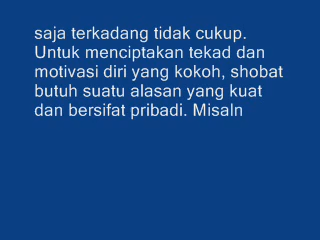 saja terkadang tidak cukup.
Untuk menciptakan tekad dan
motivasi diri yang kokoh, shobat
butuh suatu alasan yang kuat
dan bersifat pribadi. Misaln